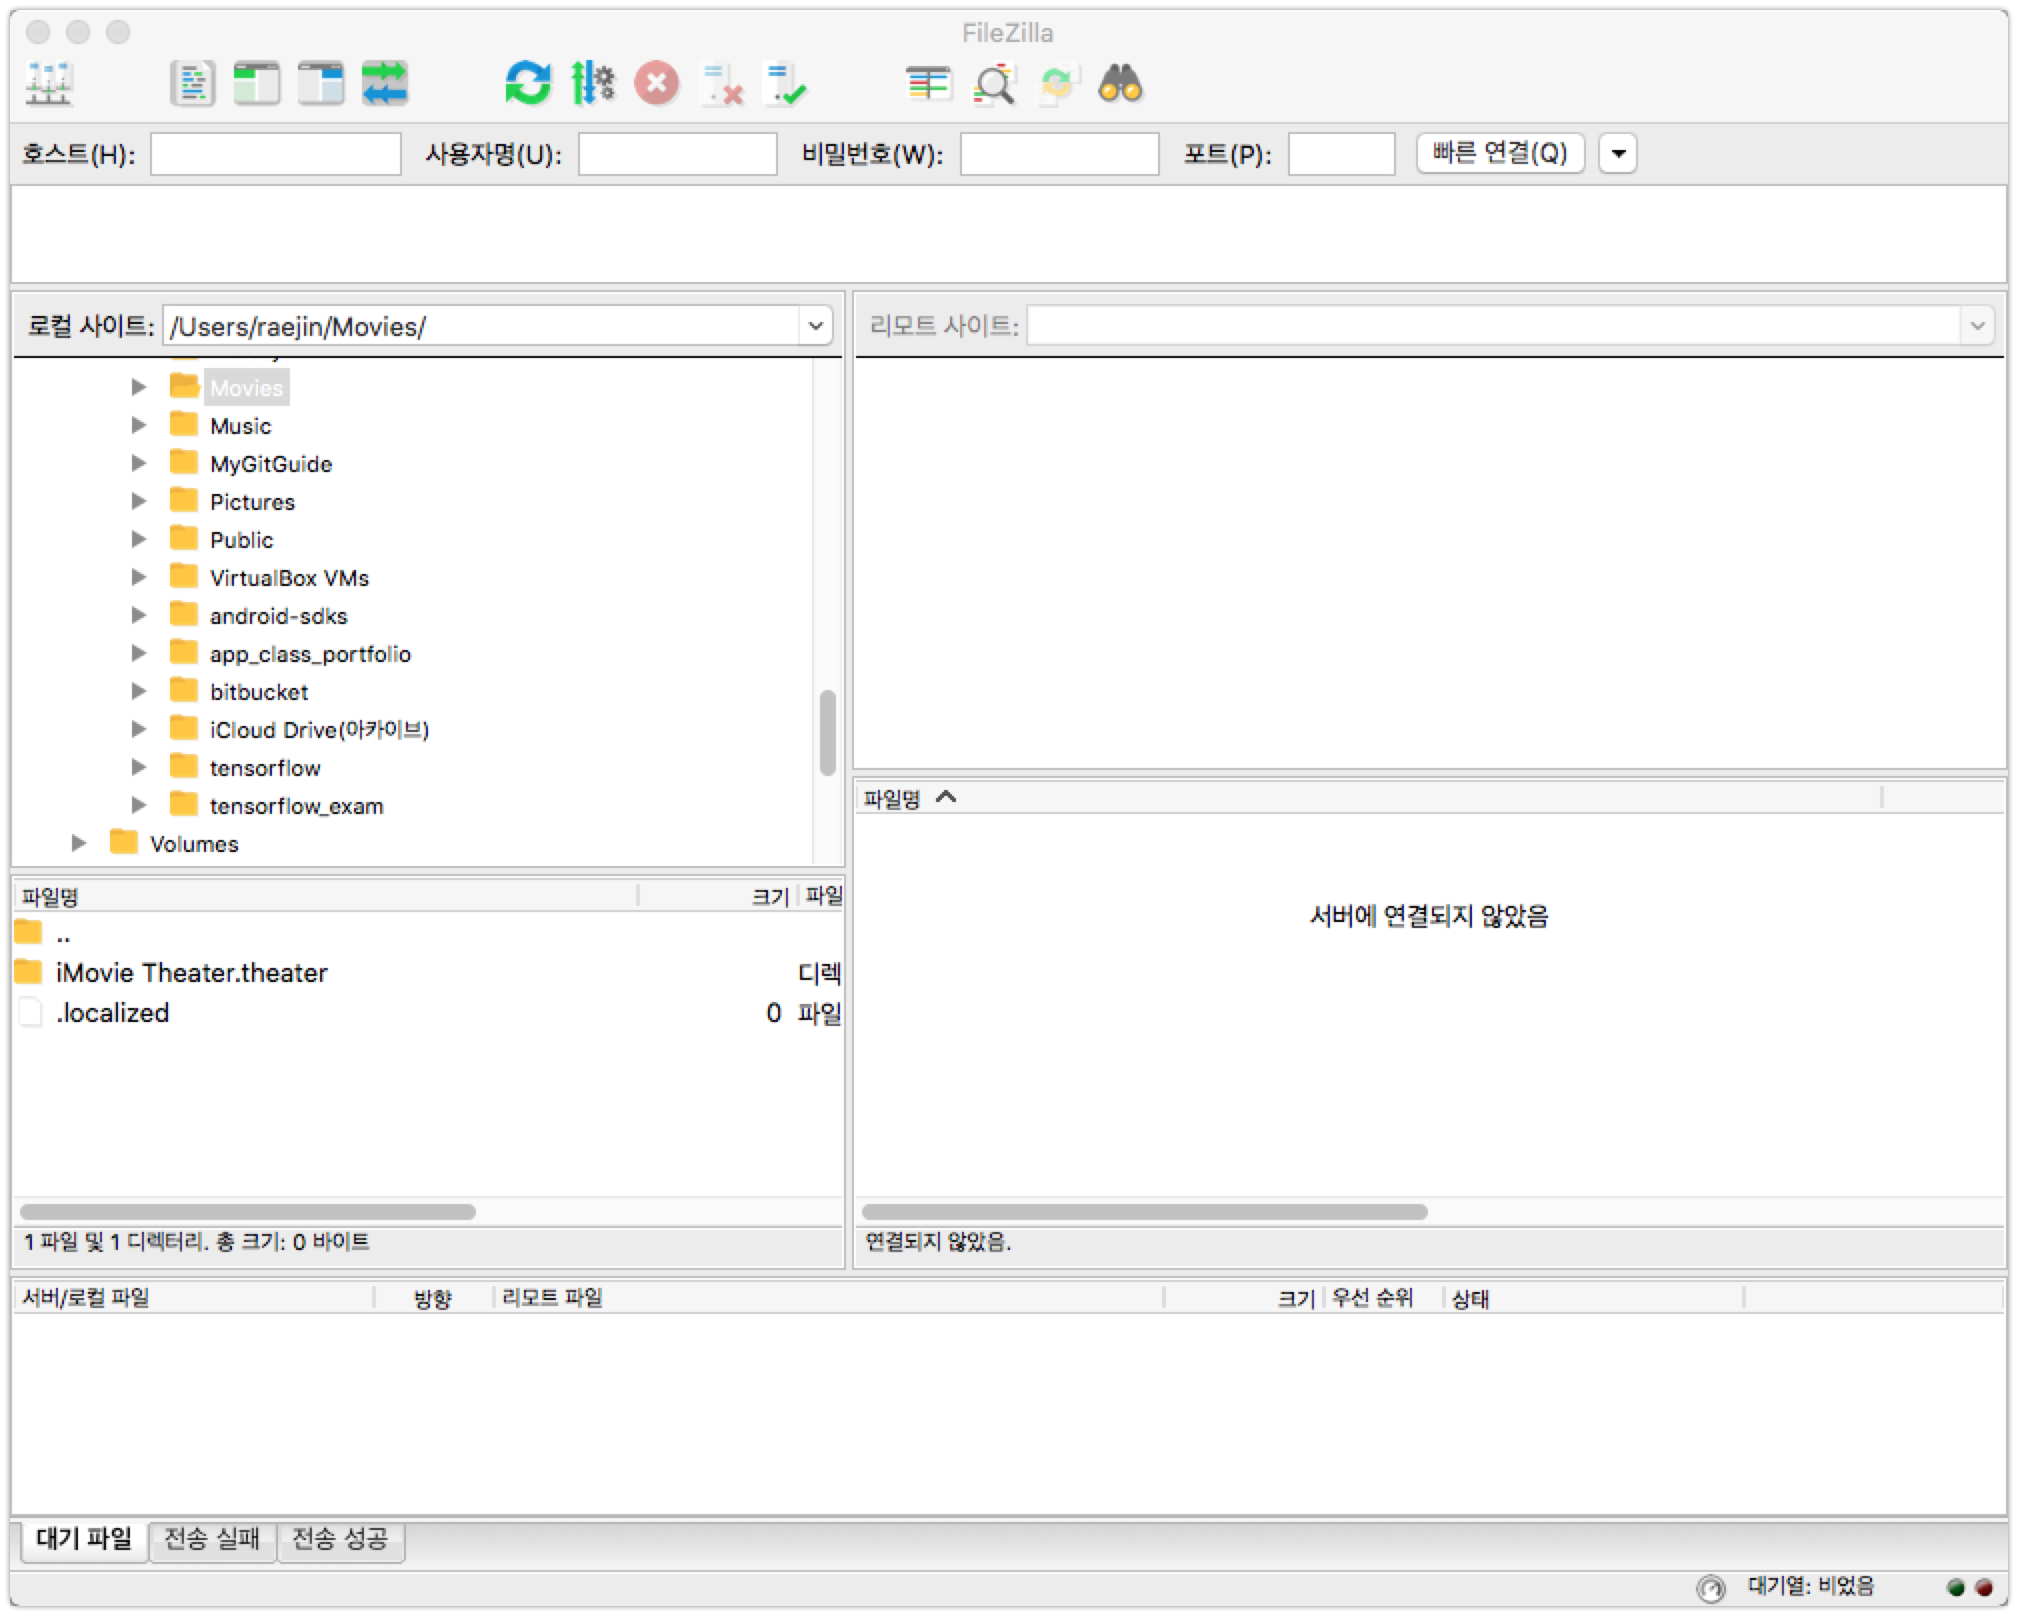 FileZilla
호스트(H): 사용자명(U): 비밀번호(W): 포트(P): 빠른 연결(Q)
로컬 사이트: /Users/raejin/Movies/
Movies
Music
MyGitGuide
Pictures
Public
VirtualBox VMs
android-sdks
app_class_portfolio
bitbucket
iCloud Drive(아카이브)
tensorflow
tensorflow_exam
Volumes
파일명 크기 파일
..
iMovie Theater.theater 디렉
.localized 0 파일
1 파일 및 1 디렉터리. 총 크기: 0 바이트
리모트 사이트:
파일명
서버에 연결되지 않았음
연결되지 않았음.
서버/로컬 파일 방향 리모트 파일 크기 우선 순위 상태
대기 파일 전송 실패 전송 성공
대기열: 비었음